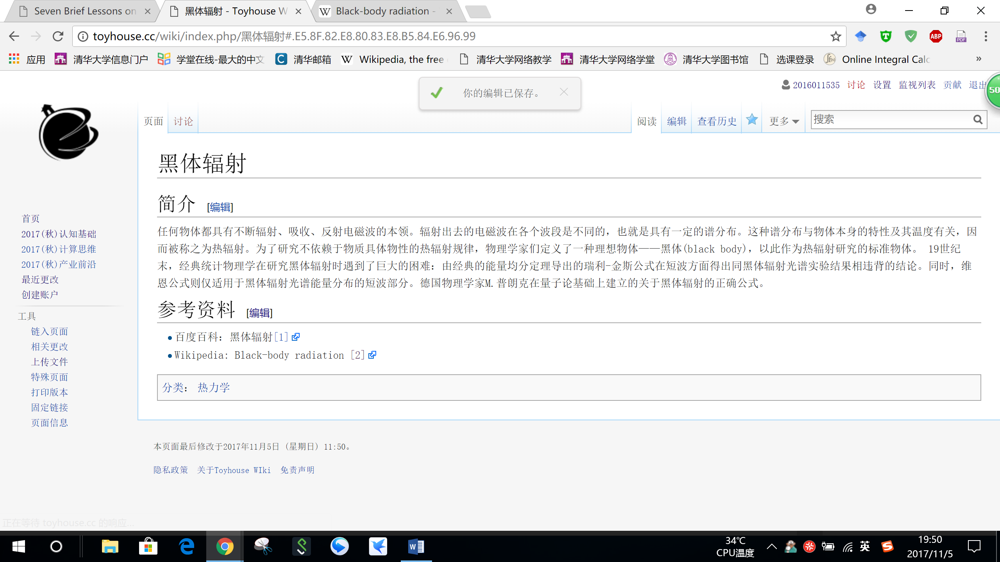 Seven Brief Lessons on
黑体辐射 - Toyhouse W
Black-body radiation -
toyhouse.cc/wiki/index.php/黑体辐射#.E5.8F.82.E8.80.83.E8.B5.84.E6.96.99
ABP
PDF
应用
清华大学信息门户
学堂在线-最大的中文
清华邮箱
Wikipedia, the free
清华大学网络教学
清华大学网络学堂
清华大学图书馆
选课登录
Online Integral Calc
你的编辑已保存。
2016011535 讨论 设置 监视列表 贡献 退出
50
页面 讨论
阅读 编辑 查看历史 更多 搜索
黑体辐射
简介 [编辑]
任何物体都具有不断辐射、吸收、反射电磁波的本领。辐射出去的电磁波在各个波段是不同的，也就是具有一定的谱分布。这种谱分布与物体本身的特性及其温度有关，因
而被称之为热辐射。为了研究不依赖于物质具体物性的热辐射规律，物理学家们定义了一种理想物体——黑体(black body)，以此作为热辐射研究的标准物体。 19世纪
末，经典统计物理学在研究黑体辐射时遇到了巨大的困难：由经典的能量均分定理导出的瑞利-金斯公式在短波方面得出同黑体辐射光谱实验结果相违背的结论。同时，维
恩公式则仅适用于黑体辐射光谱能量分布的短波部分。德国物理学家M.普朗克在量子论基础上建立的关于黑体辐射的正确公式。
参考资料 [编辑]
百度百科：黑体辐射[1]
Wikipedia: Black-body radiation [2]
分类： 热力学
首页
2017(秋)认知基础
2017(秋)计算思维
2017(秋)产业前沿
最近更改
创建账户
工具
链入页面
相关更改
上传文件
特殊页面
打印版本
固定链接
页面信息
本页面最后修改于2017年11月5日 (星期日) 11:50。
隐私政策 关于Toyhouse WIki 免责声明
正在等待 toyhouse.cc 的响应...
34℃
CPU温度
英
19:50
2017/11/5